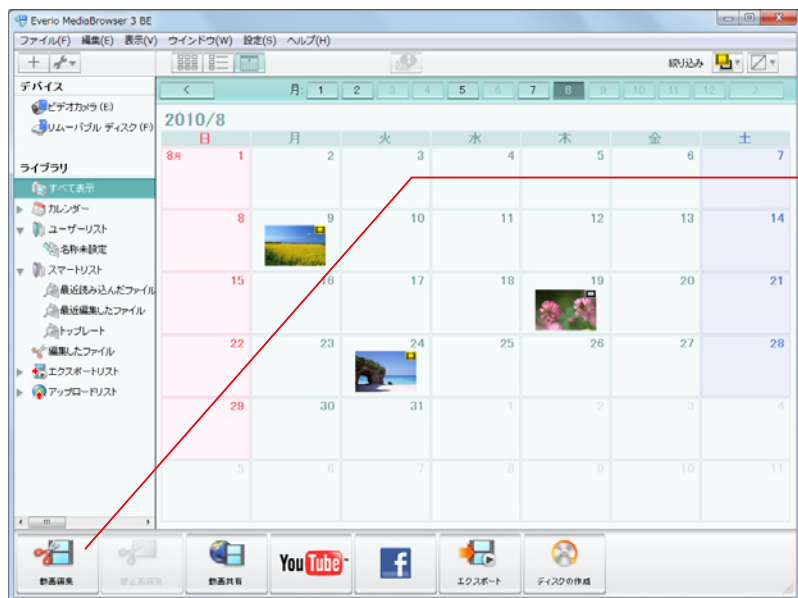 Everio MediaBrowser 3 BE
ファイル(F) 編集(E) 表示(V) ウインドウ(W) 設定(S) ヘルプ(H)
絞り込み
デバイス
ビデオカメラ (E)
リムーバブル ディスク (F)
ライブラリ
すべて表示
カレンダー
ユーザーリスト
名称未設定
スマートリスト
最近読み込んだファイル
最近編集したファイル
トップレート
編集したファイル
エクスポートリスト
アップロードリスト
< 月: 1 2 3 4 5 6 7 8 9 10 11 12 >
2010/8
日 月 火 水 木 金 土
8月 1 2 3 4 5 6 7
8 9 10 11 12 13 14
15 16 17 18 19 20 21
22 23 24 25 26 27 28
29 30 31 1 2 3 4
5 6 7 8 9 10 11
動画編集 静止画編集 動画共有 YouTube f エクスポート ディスクの作成